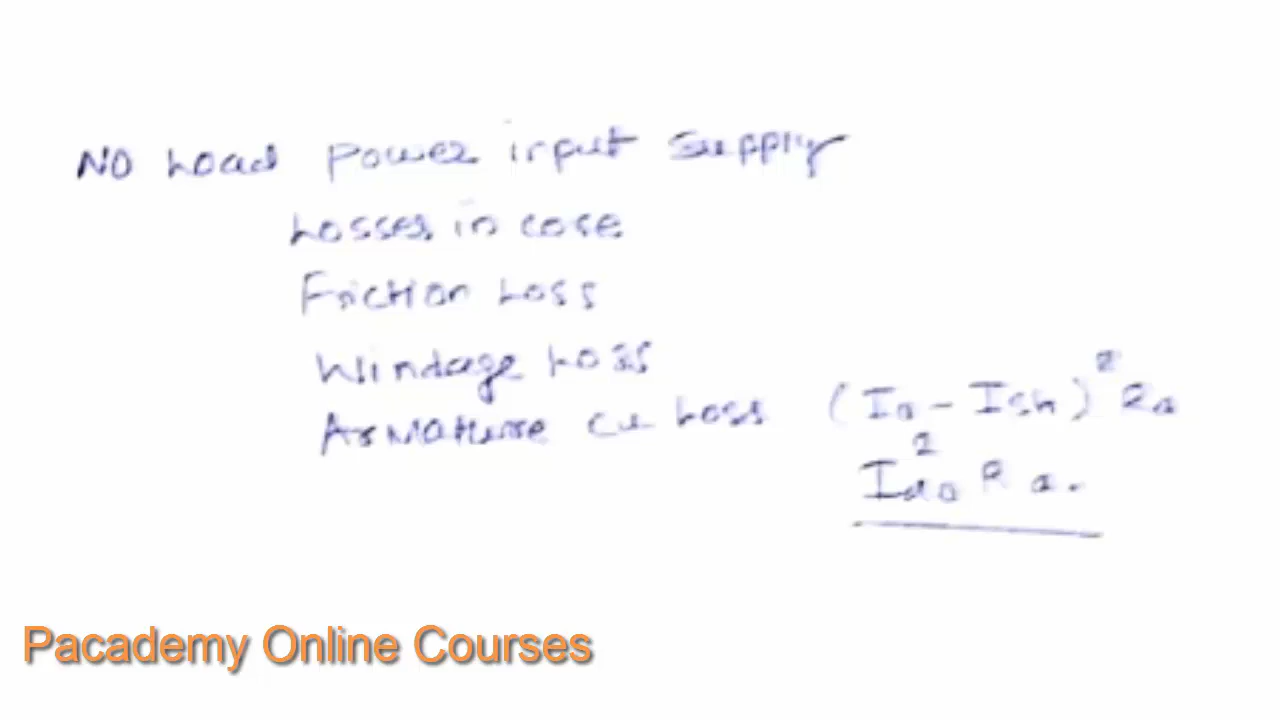 NO Load Power input supply
Losses in core
Friction Loss
Windage Loss
Armature cu Loss (I₀ - Ish)² Ra
Ia₀² Ra.
Pacademy Online Courses